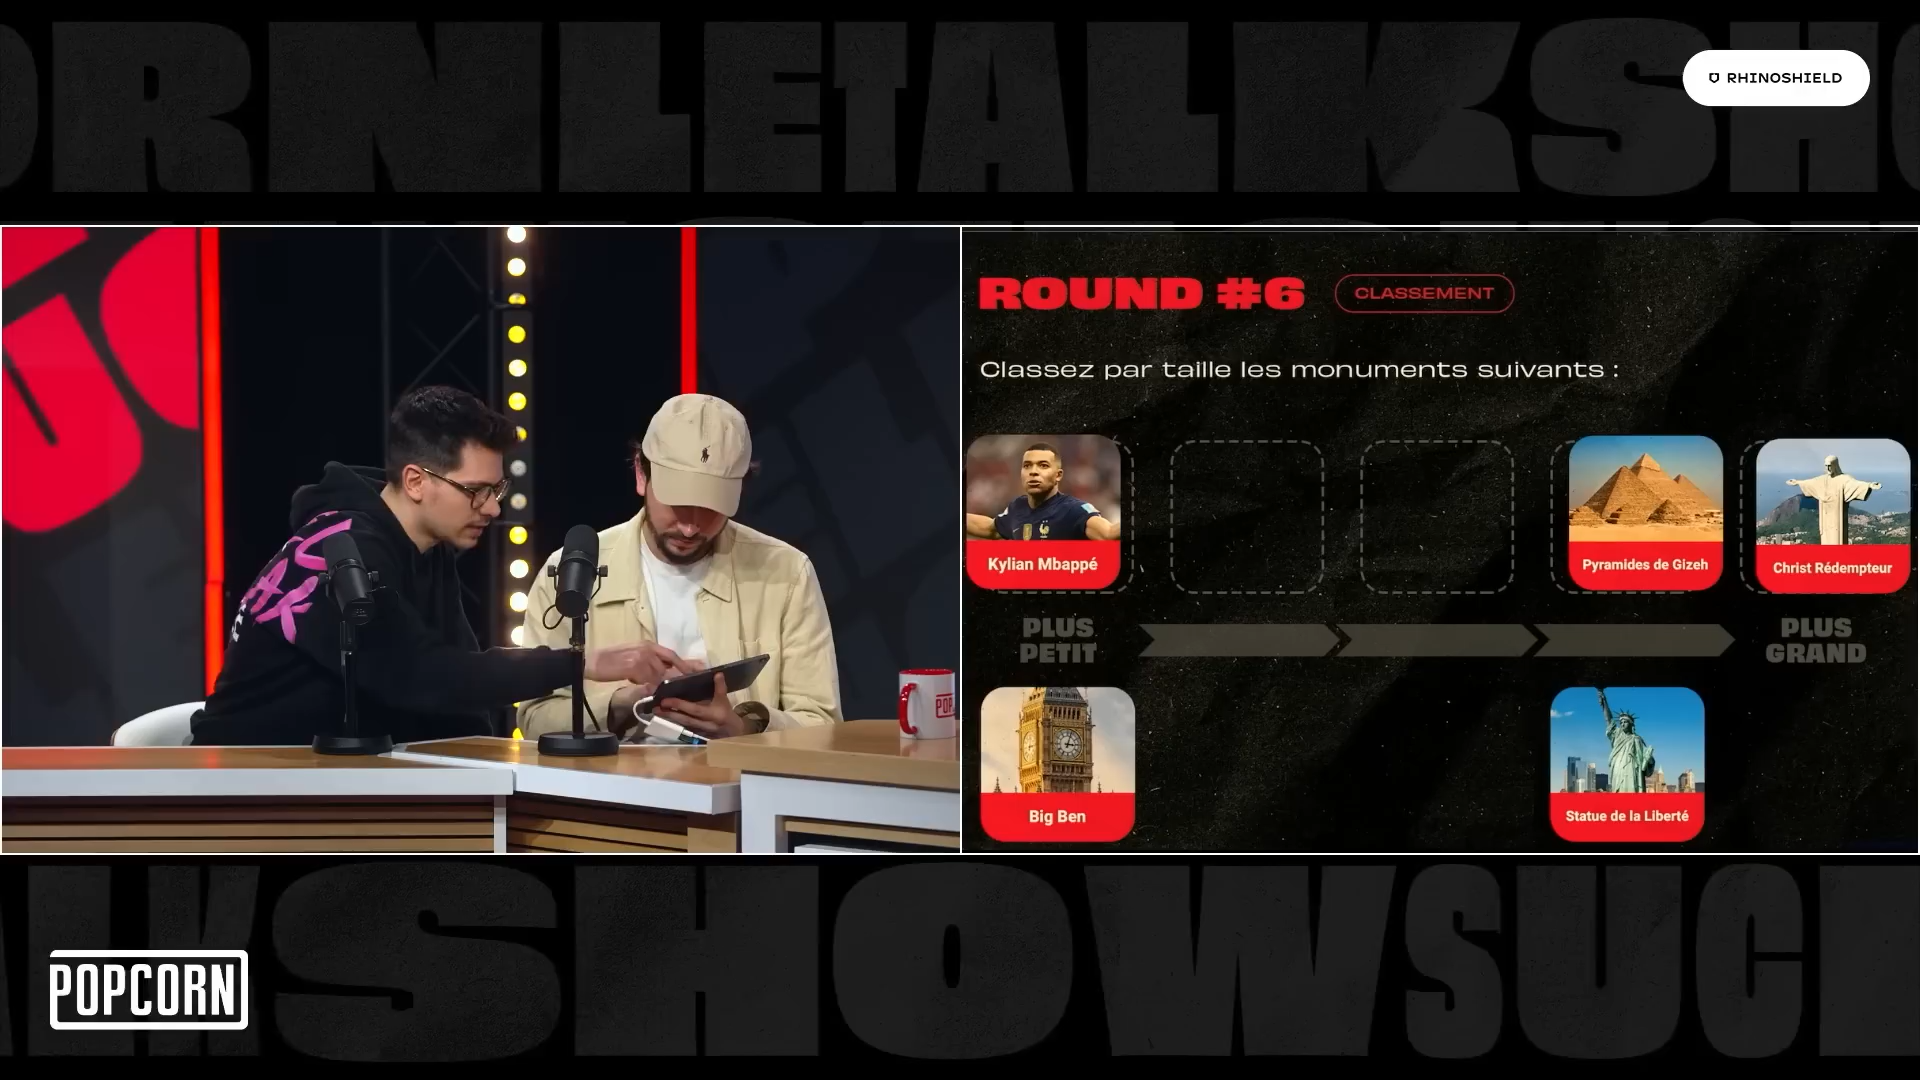 RHINOSHIELD
ROUND #6
CLASSEMENT
Classez par taille les monuments suivants :
Kylian Mbappé
Pyramides de Gizeh
Christ Rédempteur
PLUS
PETIT
PLUS
GRAND
Big Ben
Statue de la Liberté
POPCORN